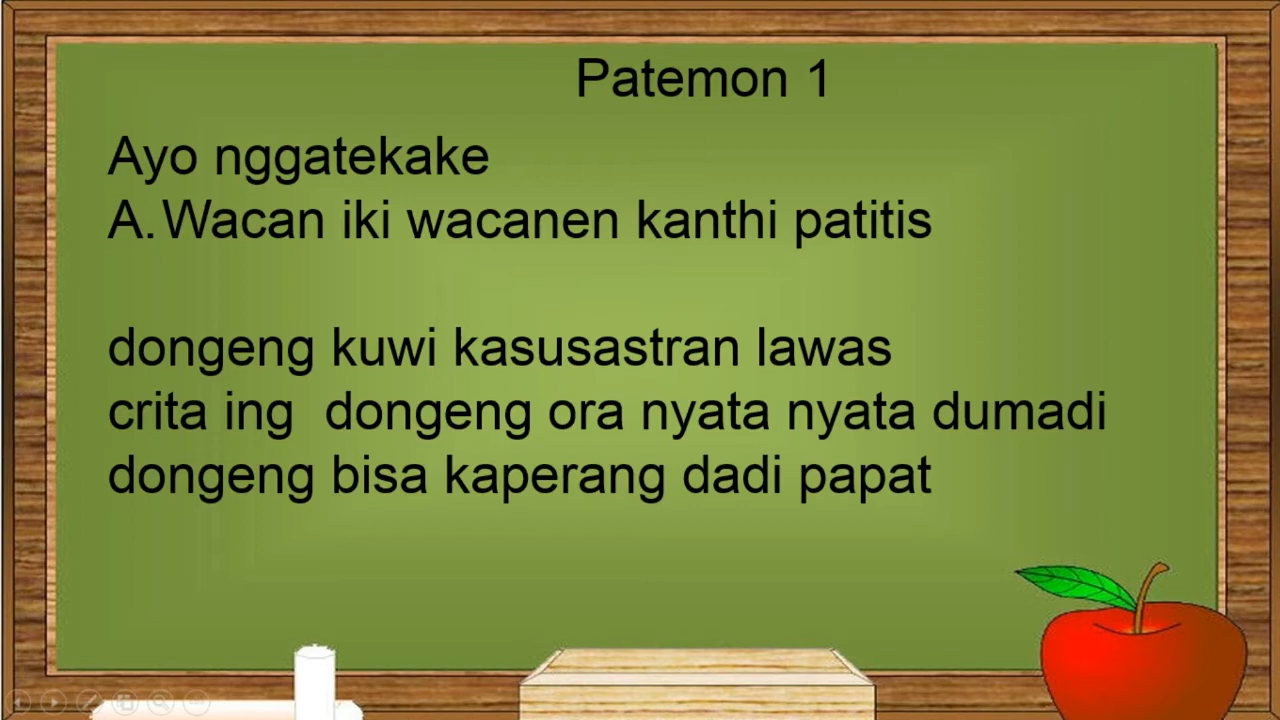 Patemon 1
Ayo nggatekake
A. Wacan iki wacanen kanthi patitis
dongeng kuwi kasusastran lawas
crita ing dongeng ora nyata nyata dumadi
dongeng bisa kaperang dadi papat